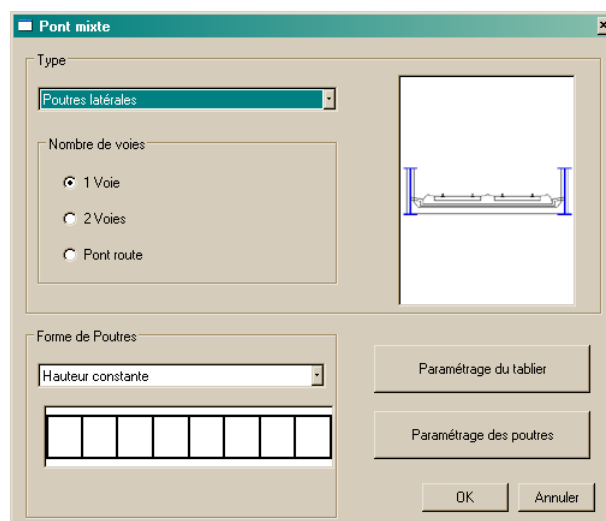 Pont mixte
Type
Poutres latérales
Nombre de voies
1 Voie
2 Voies
Pont route
Forme de Poutres
Hauteur constante
Paramétrage du tablier
Paramétrage des poutres
OK
Annuler